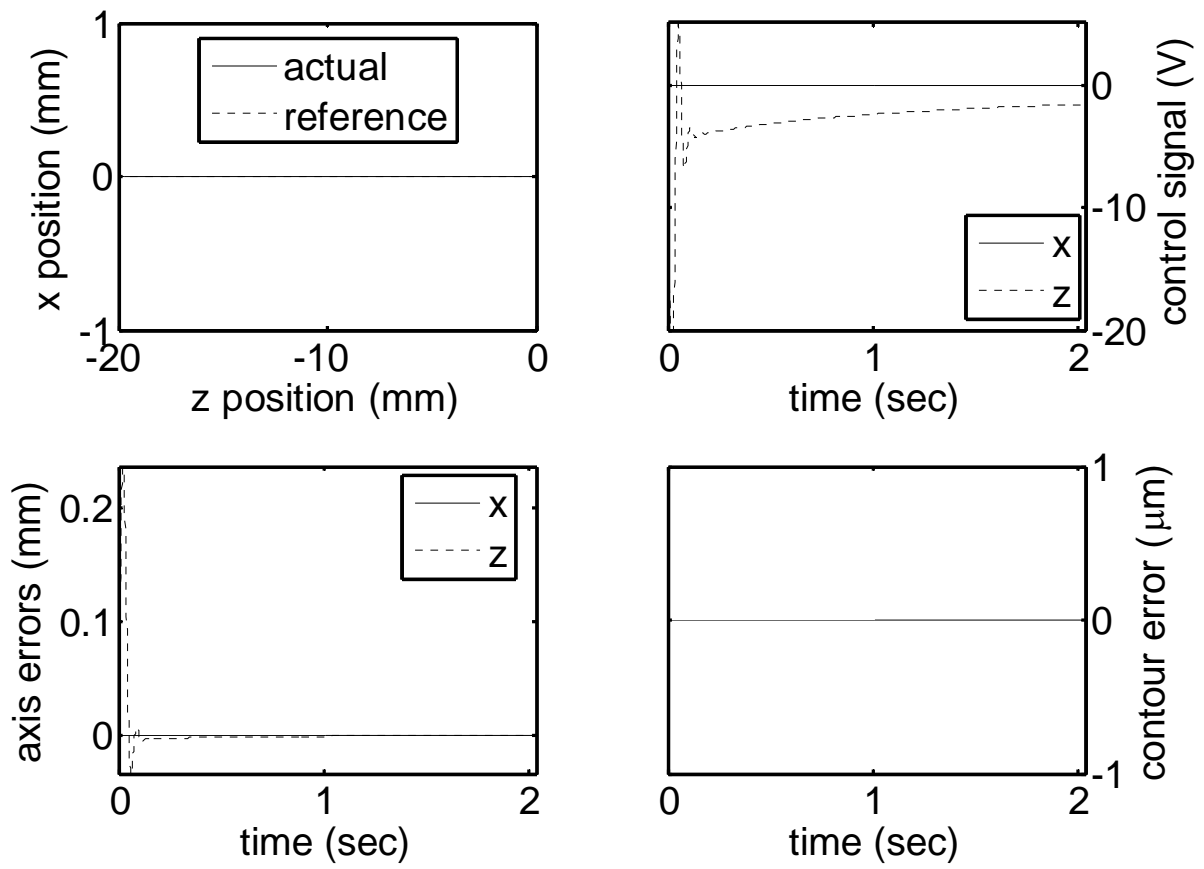 1
0
-1
x position (mm)
actual
reference
-20
-10
0
z position (mm)
0
-10
-20
control signal (V)
x
z
0
1
2
time (sec)
0.2
0.1
0
axis errors (mm)
x
z
0
1
2
time (sec)
1
0
-1
contour error (μm)
0
1
2
time (sec)